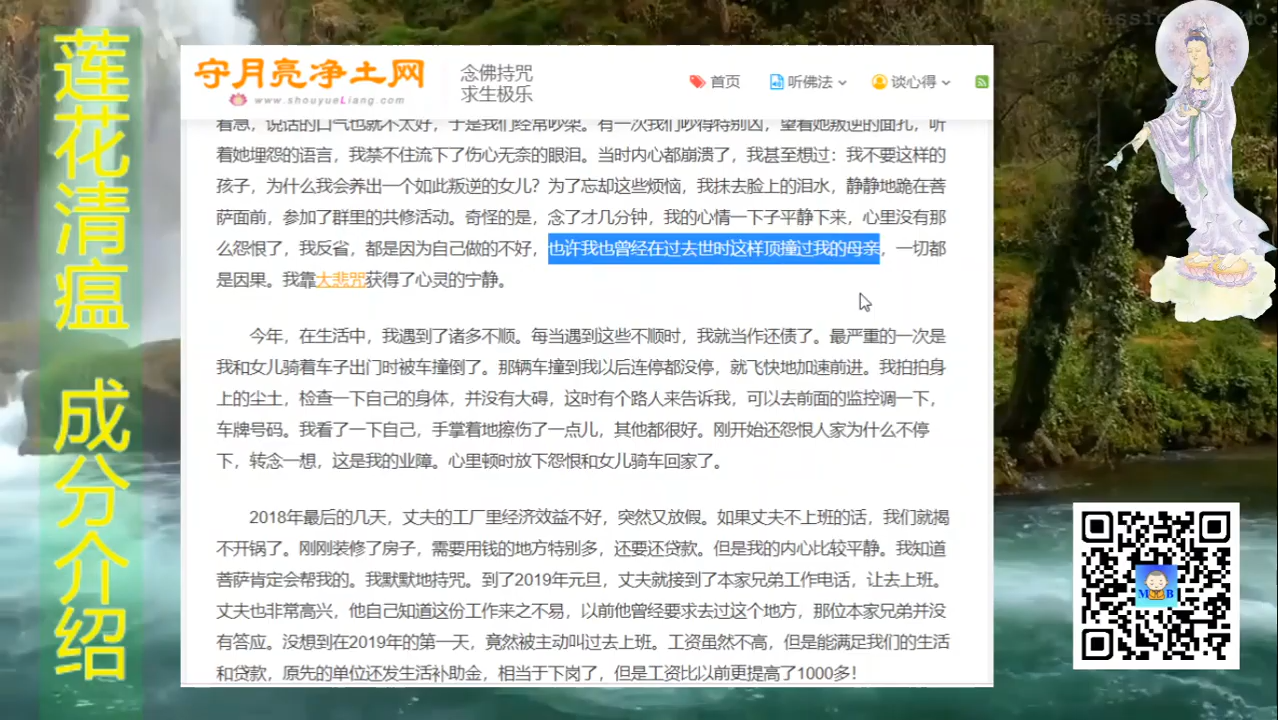 莲花清瘟 成分介绍
守月亮净土网
www.shouyueLiang.com
念佛持咒
求生极乐
首页
听佛法
谈心得
着急，说话的口气也就不太好，于是我们经常吵架。有一次我们吵得特别凶，望着她叛逆的面孔，听
着她埋怨的语言，我禁不住流下了伤心无奈的眼泪。当时内心都崩溃了，我甚至想过：我不要这样的
孩子，为什么我会养出一个如此叛逆的女儿？为了忘却这些烦恼，我抹去脸上的泪水，静静地跪在菩
萨面前，参加了群里的共修活动。奇怪的是，念了才几分钟，我的心情一下子平静下来，心里没有那
么怨恨了，我反省，都是因为自己做的不好，也许我也曾经在过去世时这样顶撞过我的母亲，一切都
是因果。我靠大悲咒获得了心灵的宁静。
今年，在生活中，我遇到了诸多不顺。每当遇到这些不顺时，我就当作还债了。最严重的一次是
我和女儿骑着车子出门时被车撞倒了。那辆车撞到我以后连停都没停，就飞快地加速前进。我拍拍身
上的尘土，检查一下自己的身体，并没有大碍，这时有个路人来告诉我，可以去前面的监控调一下，
车牌号码。我看了一下自己，手掌着地擦伤了一点儿，其他都很好。刚开始还怨恨人家为什么不停
下，转念一想，这是我的业障。心里顿时放下怨恨和女儿骑车回家了。
2018年最后的几天，丈夫的工厂里经济效益不好，突然又放假。如果丈夫不上班的话，我们就揭
不开锅了。刚刚装修了房子，需要用钱的地方特别多，还要还贷款。但是我的内心比较平静。我知道
菩萨肯定会帮我的。我默默地持咒。到了2019年元旦，丈夫就接到了本家兄弟工作电话，让去上班。
丈夫也非常高兴，他自己知道这份工作来之不易，以前他曾经要求去过这个地方，那位本家兄弟并没
有答应。没想到在2019年的第一天，竟然被主动叫过去上班。工资虽然不高，但是能满足我们的生活
和贷款，原先的单位还发生活补助金，相当于下岗了，但是工资比以前更提高了1000多！
M B